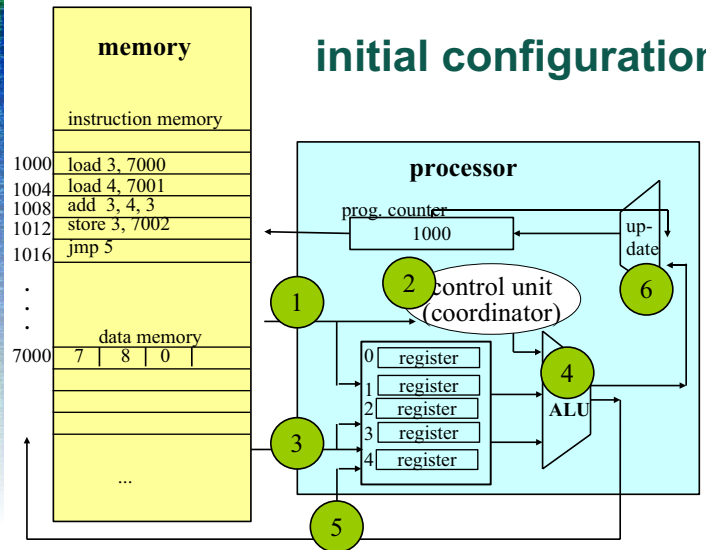 initial configuration
memory
instruction memory
1000 load 3, 7000
1004 load 4, 7001
1008 add 3, 4, 3
1012 store 3, 7002
1016 jmp 5
.
.
.
data memory
7000 7 8 0
...
processor
prog. counter
1000
up-
date
6
1
2
control unit
(coordinator)
0 register
1 register
2 register
3 register
4 register
4
ALU
3
5